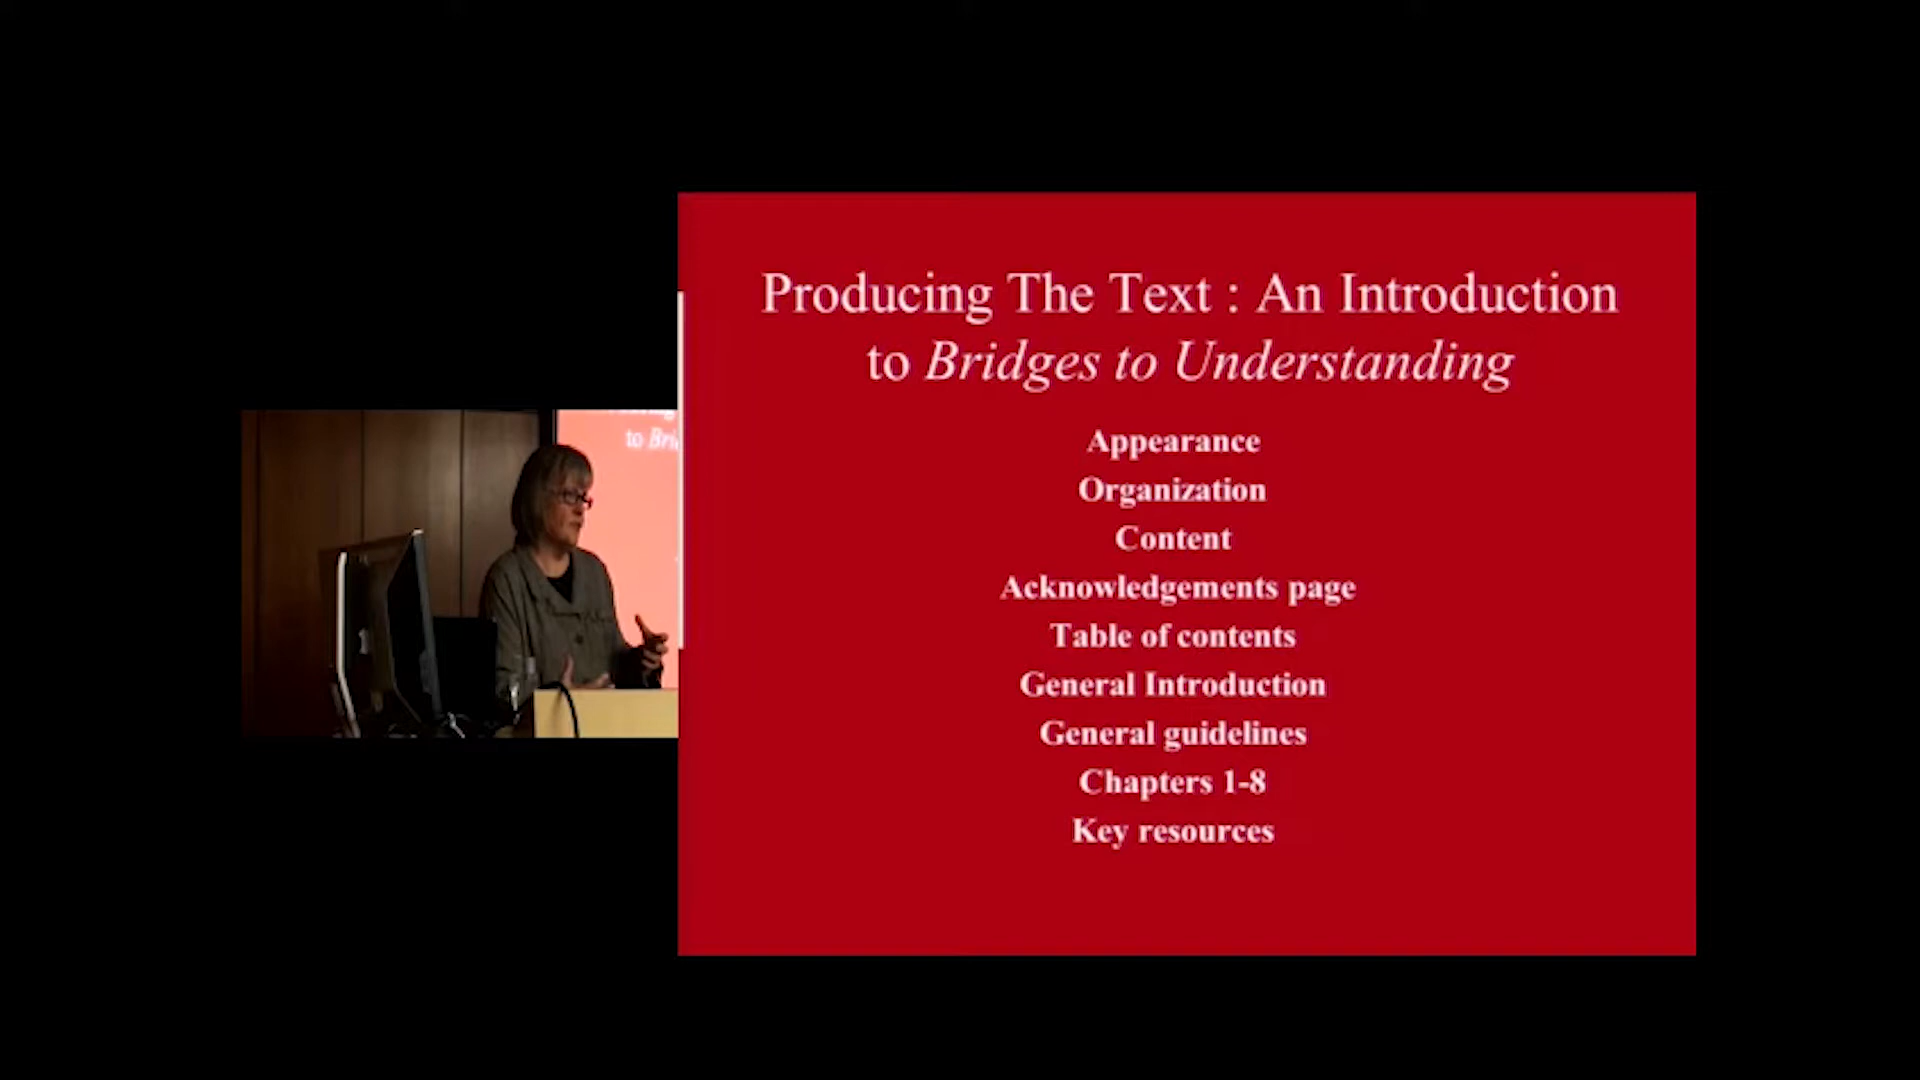 Producing The Text : An Introduction
to Bridges to Understanding
Appearance
Organization
Content
Acknowledgements page
Table of contents
General Introduction
General guidelines
Chapters 1-8
Key resources
to